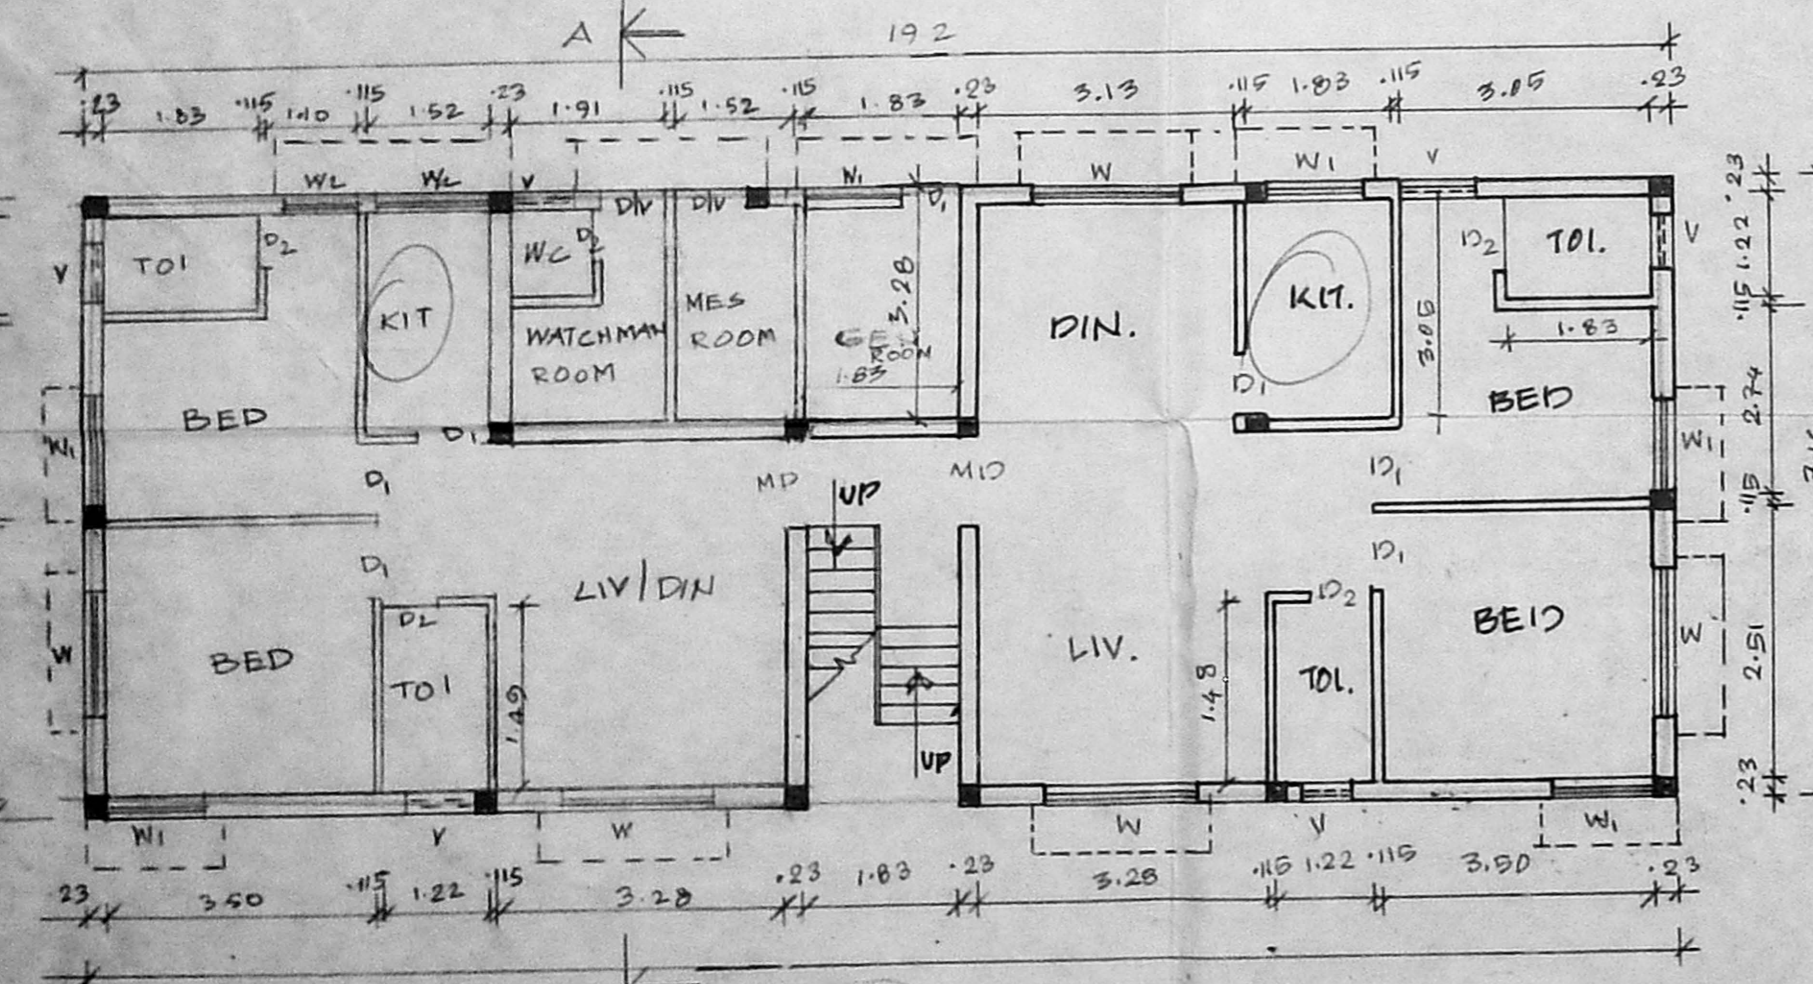 A
19 2
.23 1.83 .115 1.10 .115 1.52 .23 1.91 .115 1.52 .115 1.83 .23 3.13 .115 1.83 .115 3.05 .23
W2 W2 V W1 D1 W W1 V
D/V D/V
V TOI D2 KIT WC D2
WATCHMAN
ROOM
MES
ROOM
3.28
ROOM
1.83
DIN. KIT. D1 3.05 D2 TOI. V
1.83
.23
1.22
.115
2.74
.115
2.51
.23
BED BED
W1 D1 D1 W1
MD MD D1
UP
D1 D1
LIV/DIN
D2 D2
W BED TOI 1.49 LIV. 1.48 TOI. BED W
UP
W1 V W W V W1
.23 3.50 .115 1.22 .115 3.28 .23 1.83 .23 3.28 .115 1.22 .115 3.50 .23